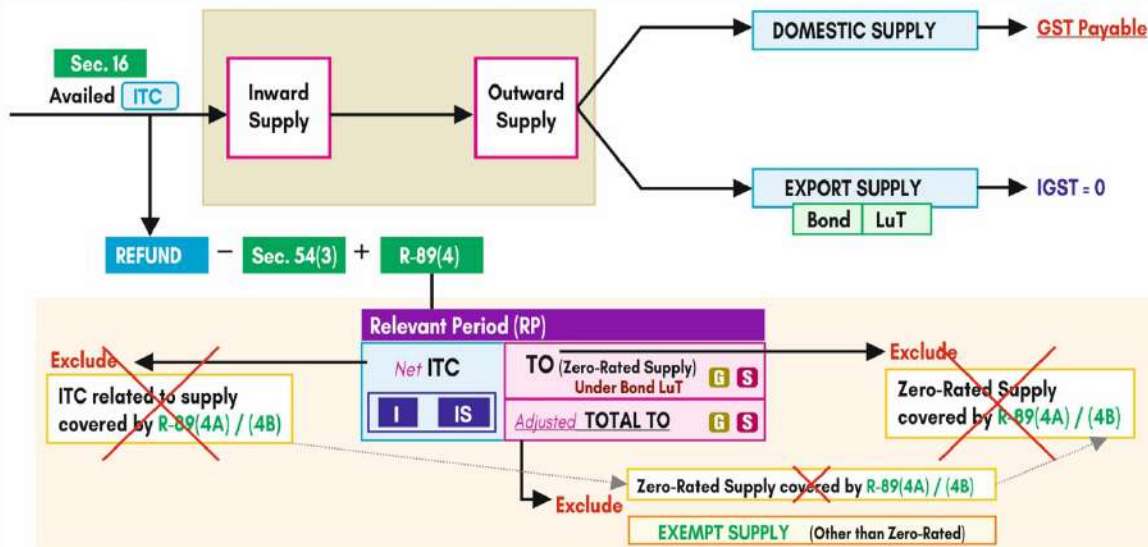 Sec. 16
Availed ITC
Inward
Supply
Outward
Supply
DOMESTIC SUPPLY
GST Payable
EXPORT SUPPLY
IGST = 0
Bond LuT
REFUND – Sec. 54(3) + R-89(4)
Relevant Period (RP)
Exclude
ITC related to supply
covered by R-89(4A) / (4B)
Net ITC
I IS
TO (Zero-Rated Supply)
Under Bond LuT G S
Adjusted TOTAL TO G S
Exclude
Zero-Rated Supply
covered by R-89(4A) / (4B)
Exclude
Zero-Rated Supply covered by R-89(4A) / (4B)
EXEMPT SUPPLY (Other than Zero-Rated)